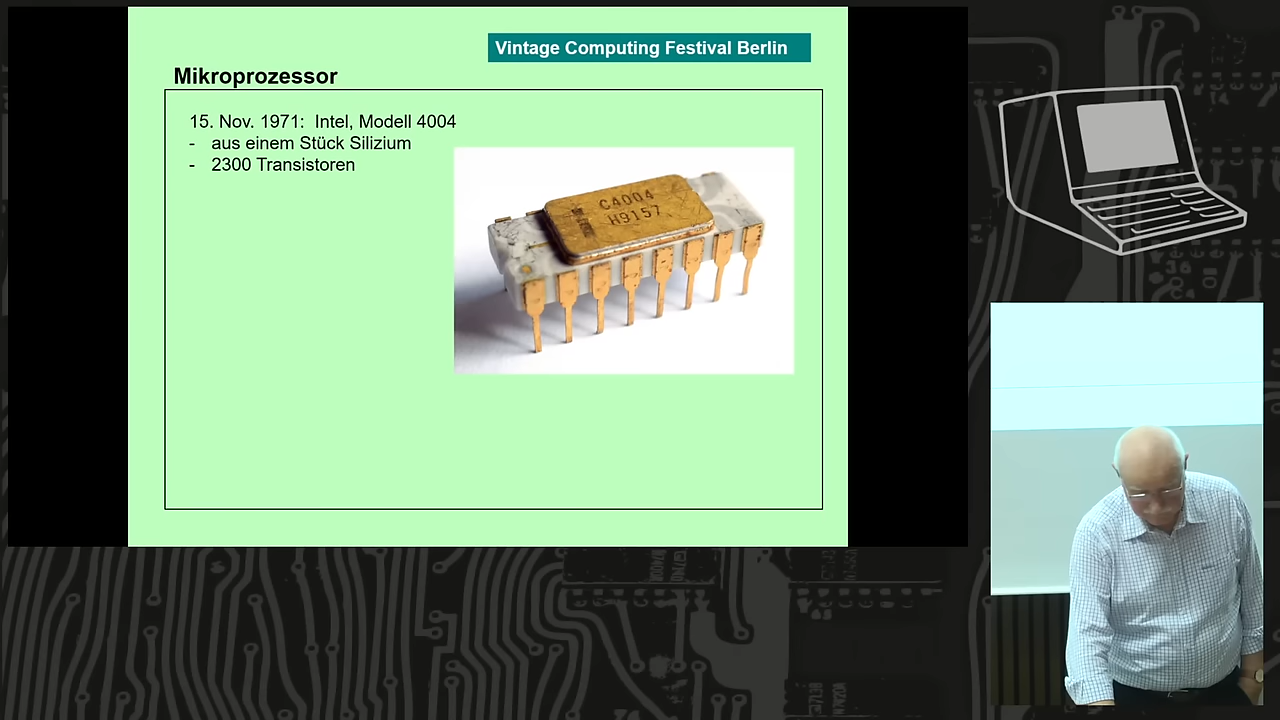 Vintage Computing Festival Berlin
Mikroprozessor
15. Nov. 1971: Intel, Modell 4004
- aus einem Stück Silizium
- 2300 Transistoren
C4004
H9157